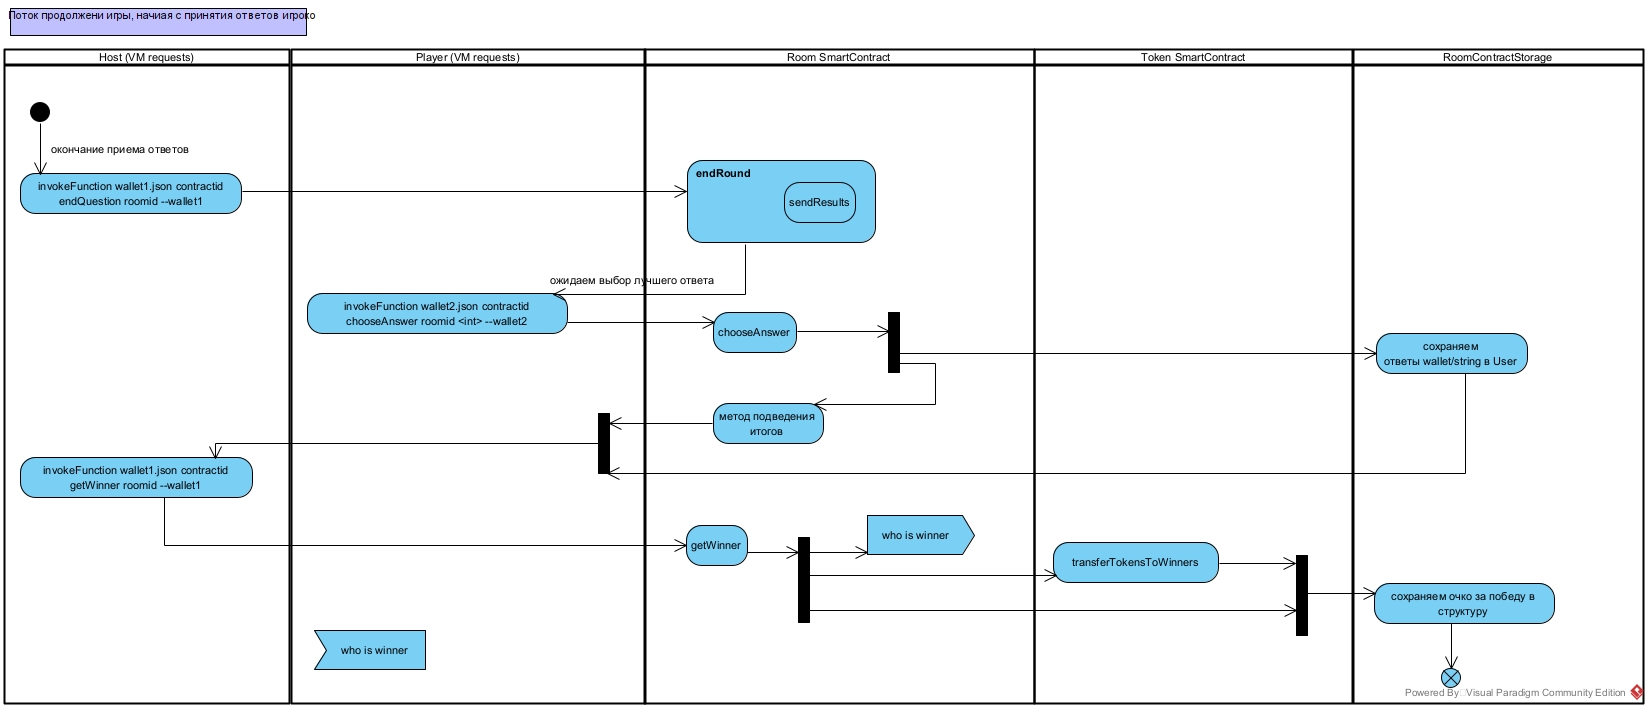 Поток продолжени игры, начиая с принятия ответов игроко
Host (VM requests)
Player (VM requests)
Room SmartContract
Token SmartContract
RoomContractStorage
окончание приема ответов
invokeFunction wallet1.json contractid
endQuestion roomid --wallet1
endRound
sendResults
ожидаем выбор лучшего ответа
invokeFunction wallet2.json contractid
chooseAnswer roomid <int> --wallet2
chooseAnswer
сохраняем
ответы wallet/string в User
метод подведения
итогов
invokeFunction wallet1.json contractid
getWinner roomid --wallet1
getWinner
who is winner
transferTokensToWinners
сохраняем очко за победу в
структуру
who is winner
Powered By Visual Paradigm Community Edition